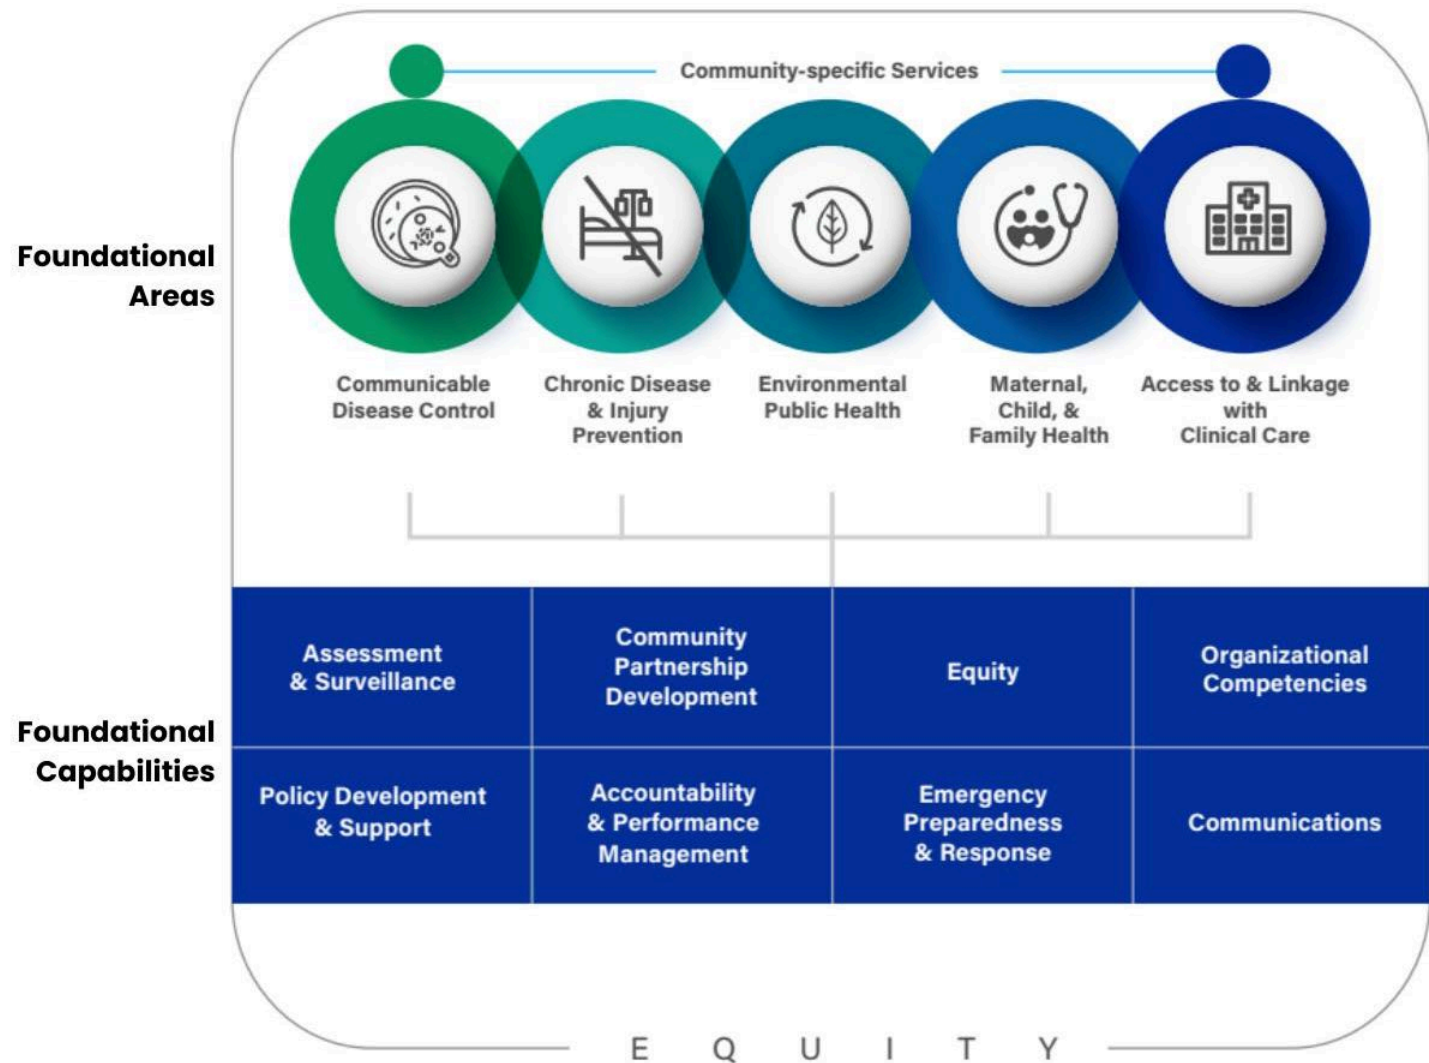 Community-specific Services
Foundational
Areas
Communicable
Disease Control
Chronic Disease
& Injury
Prevention
Environmental
Public Health
Maternal,
Child, &
Family Health
Access to & Linkage
with
Clinical Care
Foundational
Capabilities
Assessment
& Surveillance
Community
Partnership
Development
Equity
Organizational
Competencies
Policy Development
& Support
Accountability
& Performance
Management
Emergency
Preparedness
& Response
Communications
E Q U I T Y